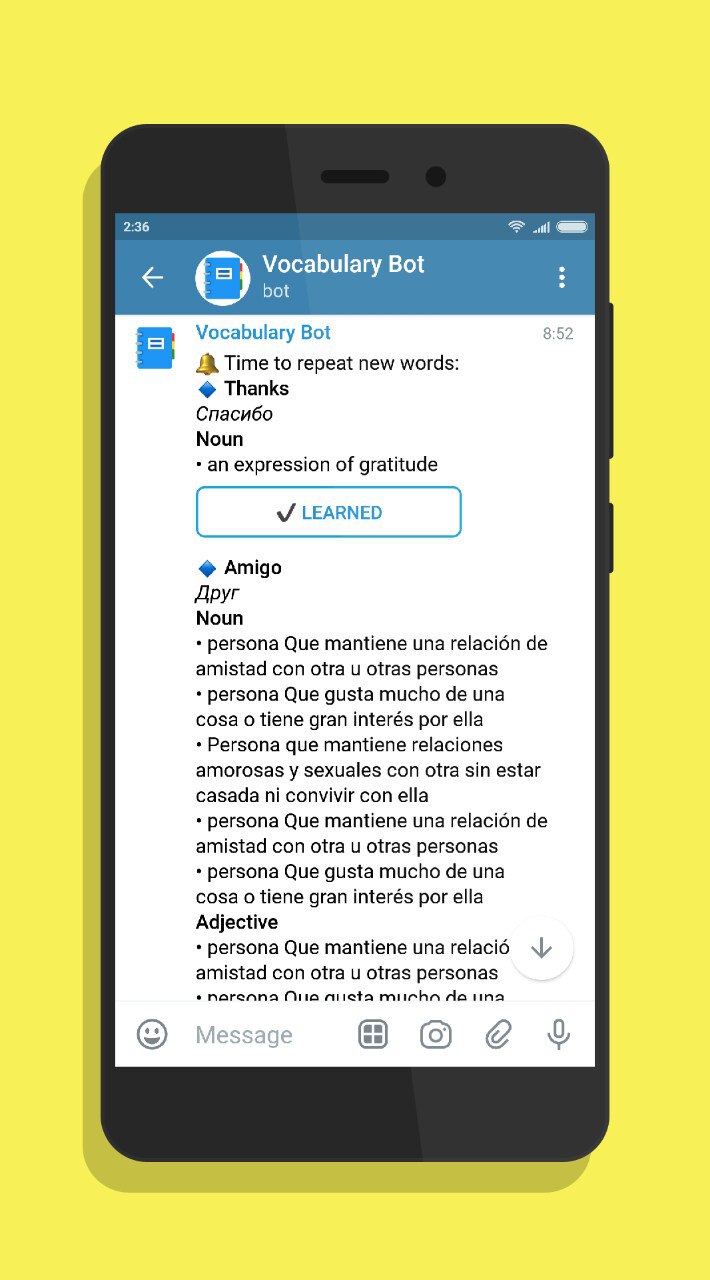 2:36
Vocabulary Bot
bot
Vocabulary Bot 8:52
🔔 Time to repeat new words:
🔹 Thanks
Спасибо
Noun
• an expression of gratitude
✔ LEARNED
🔹 Amigo
Друг
Noun
• persona Que mantiene una relación de
amistad con otra u otras personas
• persona Que gusta mucho de una
cosa o tiene gran interés por ella
• Persona que mantiene relaciones
amorosas y sexuales con otra sin estar
casada ni convivir con ella
• persona Que mantiene una relación de
amistad con otra u otras personas
• persona Que gusta mucho de una
cosa o tiene gran interés por ella
Adjective
• persona Que mantiene una relació
amistad con otra u otras personas
• persona Que gusta mucho de una
Message